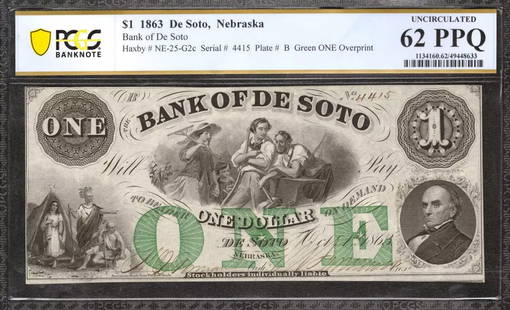 PCGS
BANKNOTE
$1 1863 De Soto, Nebraska
Bank of De Soto
Haxby # NE-25-G2c Serial # 4415 Plate # B Green ONE Overprint
UNCIRCULATED
62 PPQ
1134160.62/49448633
B
4415
THE
BANK OF DE SOTO
ONE
1
Will Pay
TO BEARER
ON DEMAND
ONE DOLLAR
ONE
DE SOTO
1863
NEBRASKA
Stockholders individually liable